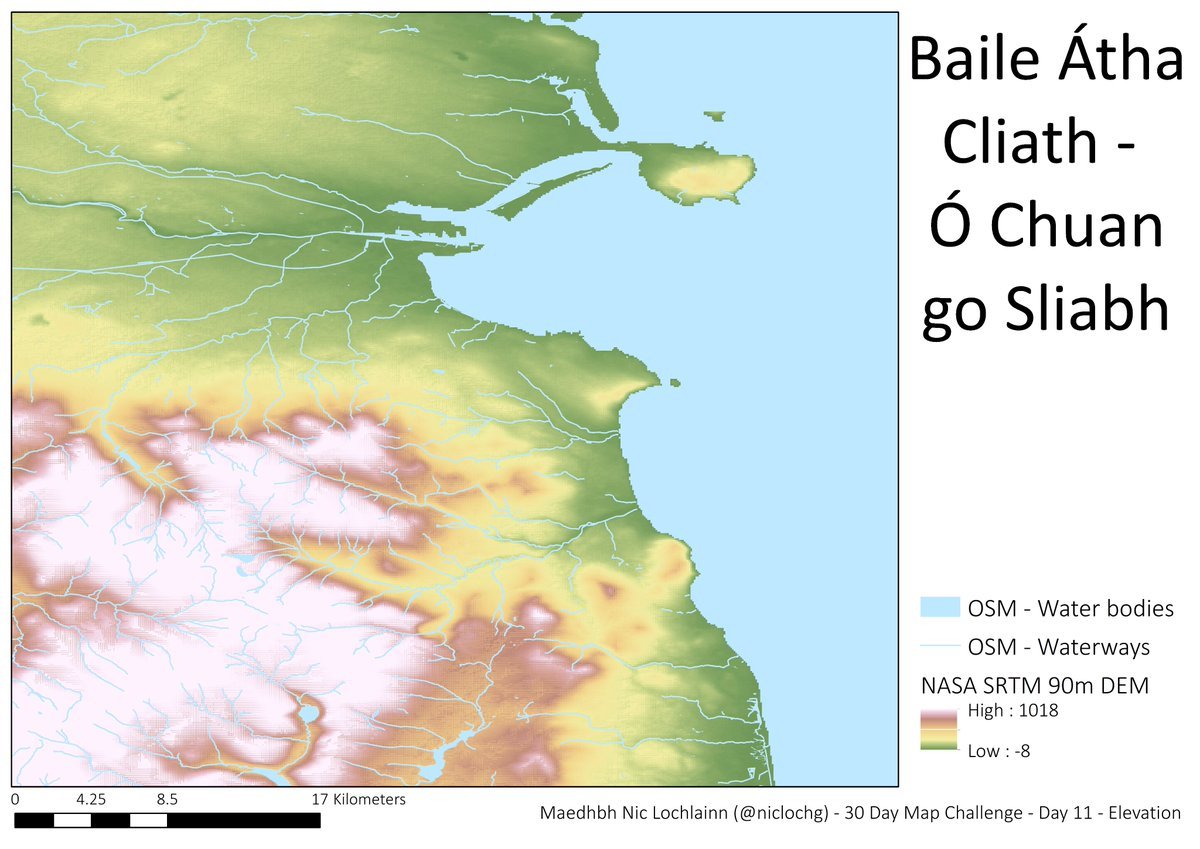 Baile Átha
Cliath -
Ó Chuan
go Sliabh
OSM - Water bodies
OSM - Waterways
NASA SRTM 90m DEM
High : 1018
Low : -8
0 4.25 8.5 17 Kilometers
Maedhbh Nic Lochlainn (@niclochg) - 30 Day Map Challenge - Day 11 - Elevation